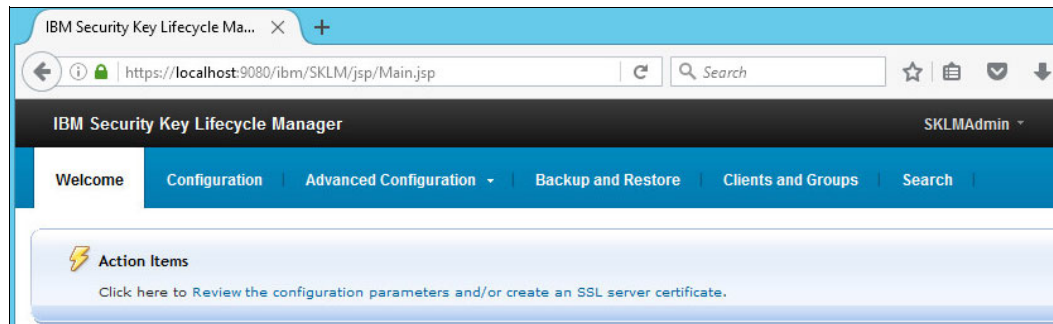 IBM Security Key Lifecycle Ma...
https://localhost:9080/ibm/SKLM/jsp/Main.jsp Search
IBM Security Key Lifecycle Manager SKLMAdmin
Welcome Configuration Advanced Configuration Backup and Restore Clients and Groups Search
Action Items
Click here to Review the configuration parameters and/or create an SSL server certificate.